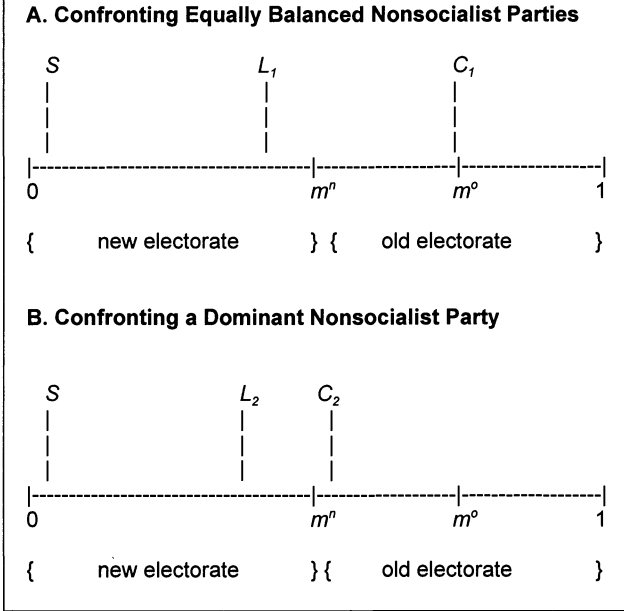 A. Confronting Equally Balanced Nonsocialist Parties
S L₁ C₁
0 mⁿ mᵒ 1
{ new electorate } { old electorate }
B. Confronting a Dominant Nonsocialist Party
S L₂ C₂
0 mⁿ mᵒ 1
{ new electorate } { old electorate }